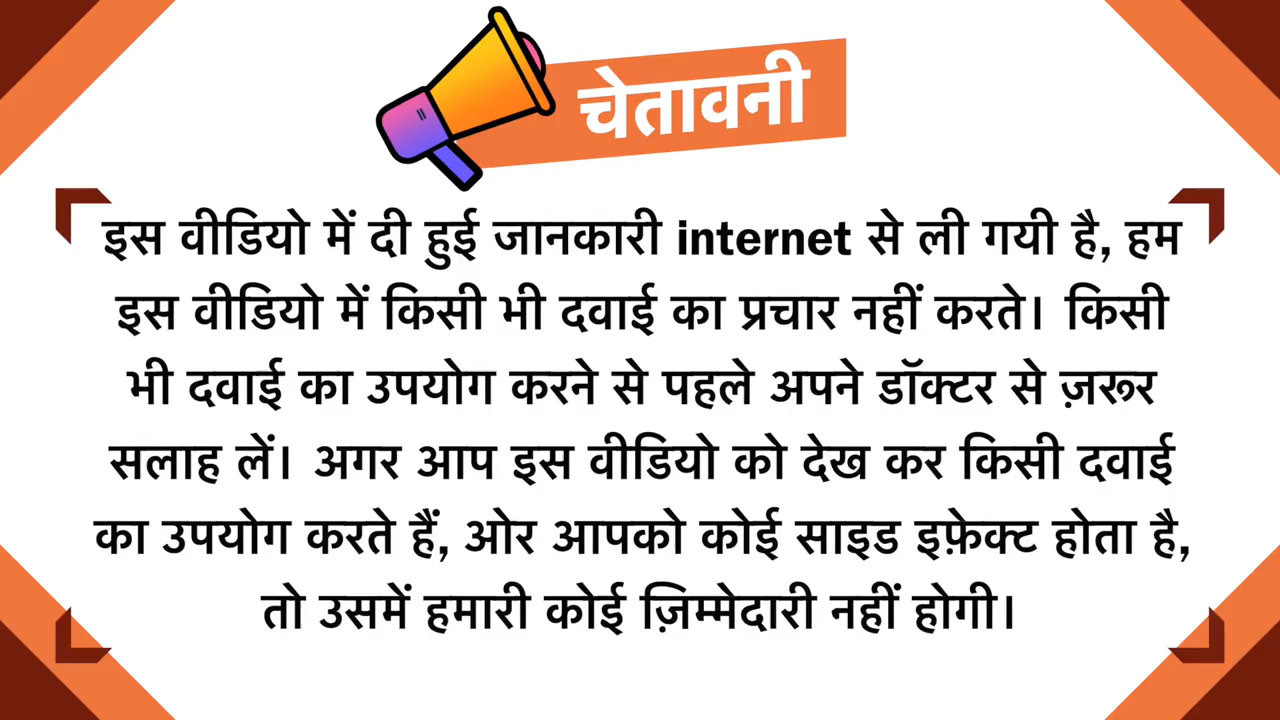 चेतावनी
इस वीडियो में दी हुई जानकारी internet से ली गयी है, हम
इस वीडियो में किसी भी दवाई का प्रचार नहीं करते। किसी
भी दवाई का उपयोग करने से पहले अपने डॉक्टर से ज़रूर
सलाह लें। अगर आप इस वीडियो को देख कर किसी दवाई
का उपयोग करते हैं, ओर आपको कोई साइड इफ़ेक्ट होता है,
तो उसमें हमारी कोई ज़िम्मेदारी नहीं होगी।